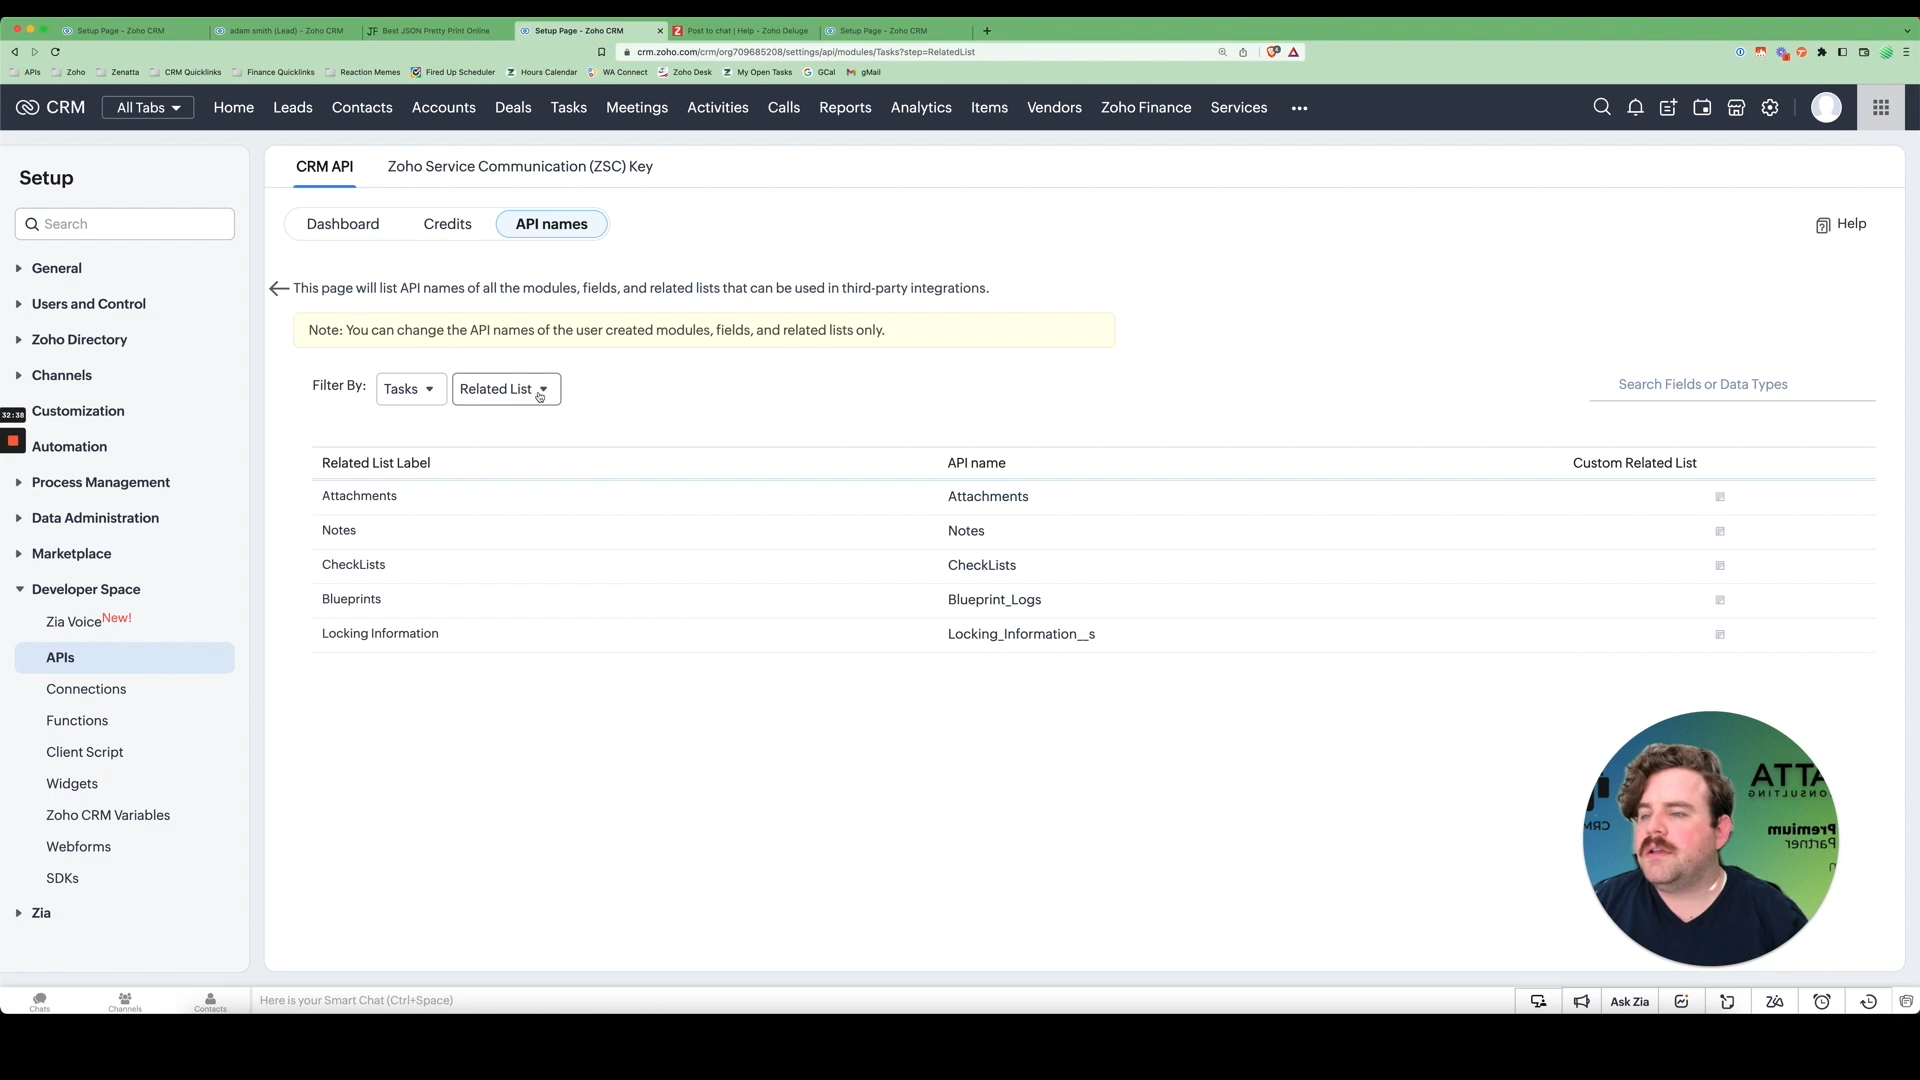 Setup Page - Zoho CRM
adam smith (Lead) - Zoho CRM
JF Best JSON Pretty Print Online
Setup Page - Zoho CRM
Post to chat | Help - Zoho Deluge
Setup Page - Zoho CRM
crm.zoho.com/crm/org709685208/settings/api/modules/Tasks?step=RelatedList
APIs
Zoho
Zenatta
CRM Quicklinks
Finance Quicklinks
Reaction Memes
Fired Up Scheduler
Hours Calendar
WA Connect
Zoho Desk
My Open Tasks
GCal
gMail
CRM
All Tabs
Home
Leads
Contacts
Accounts
Deals
Tasks
Meetings
Activities
Calls
Reports
Analytics
Items
Vendors
Zoho Finance
Services
Setup
Search
General
Users and Control
Zoho Directory
Channels
Customization
32:38
Automation
Process Management
Data Administration
Marketplace
Developer Space
Zia Voice New!
APIs
Connections
Functions
Client Script
Widgets
Zoho CRM Variables
Webforms
SDKs
Zia
CRM API
Zoho Service Communication (ZSC) Key
Dashboard
Credits
API names
Help
This page will list API names of all the modules, fields, and related lists that can be used in third-party integrations.
Note: You can change the API names of the user created modules, fields, and related lists only.
Filter By:
Tasks
Related List
Search Fields or Data Types
Related List Label
API name
Custom Related List
Attachments
Attachments
Notes
Notes
CheckLists
CheckLists
Blueprints
Blueprint_Logs
Locking Information
Locking_Information__s
ATTA
CONSULTING
CRM
Premium
Partner
Chats
Channels
Contacts
Here is your Smart Chat (Ctrl+Space)
Ask Zia